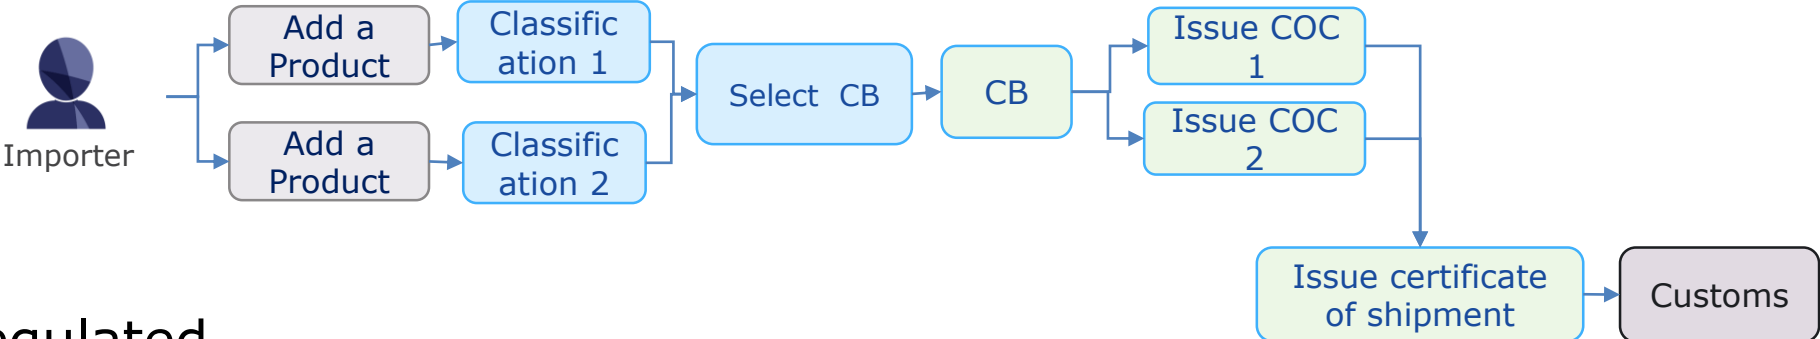 Importer
Add a
Product
Classific
ation 1
Add a
Product
Classific
ation 2
Select CB
CB
Issue COC
1
Issue COC
2
Issue certificate
of shipment
Customs